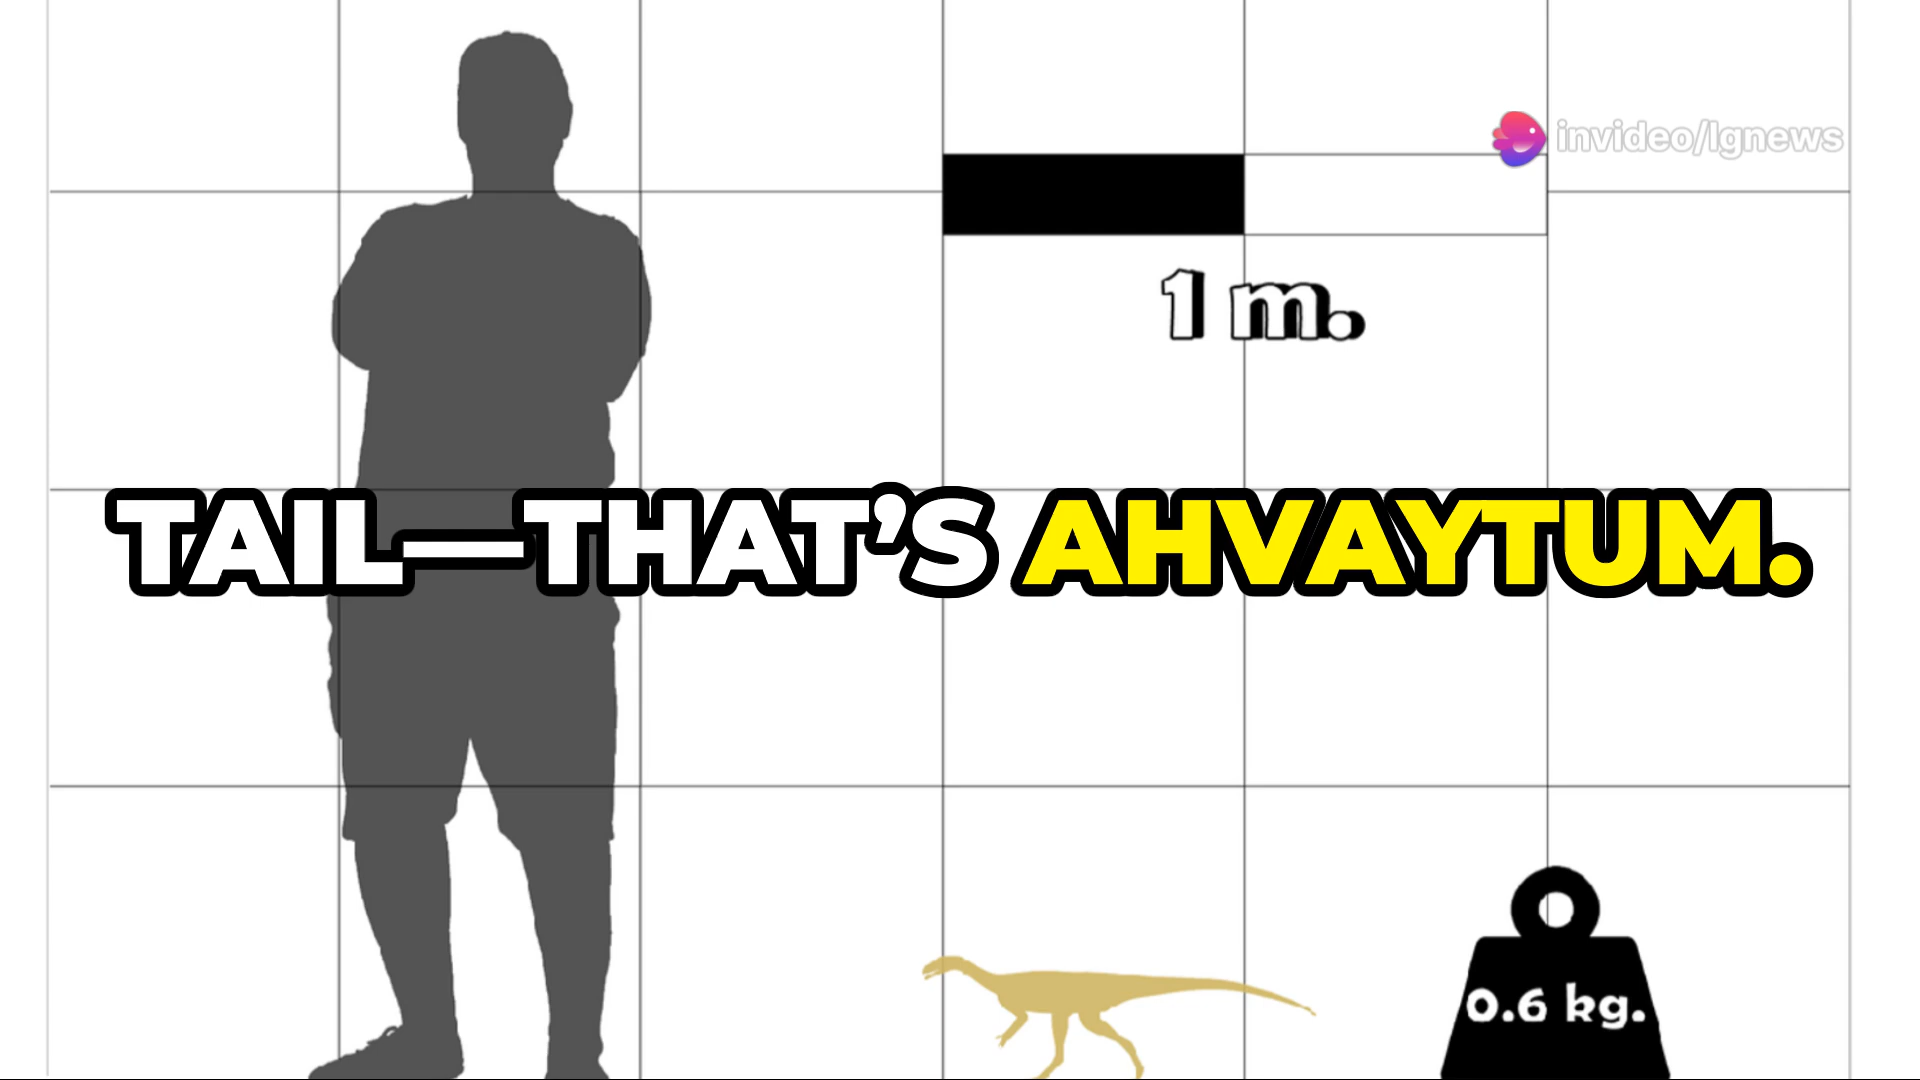 invideo/lgnews
1 m.
TAIL—THAT’S AHVAYTUM.
0.6 kg.